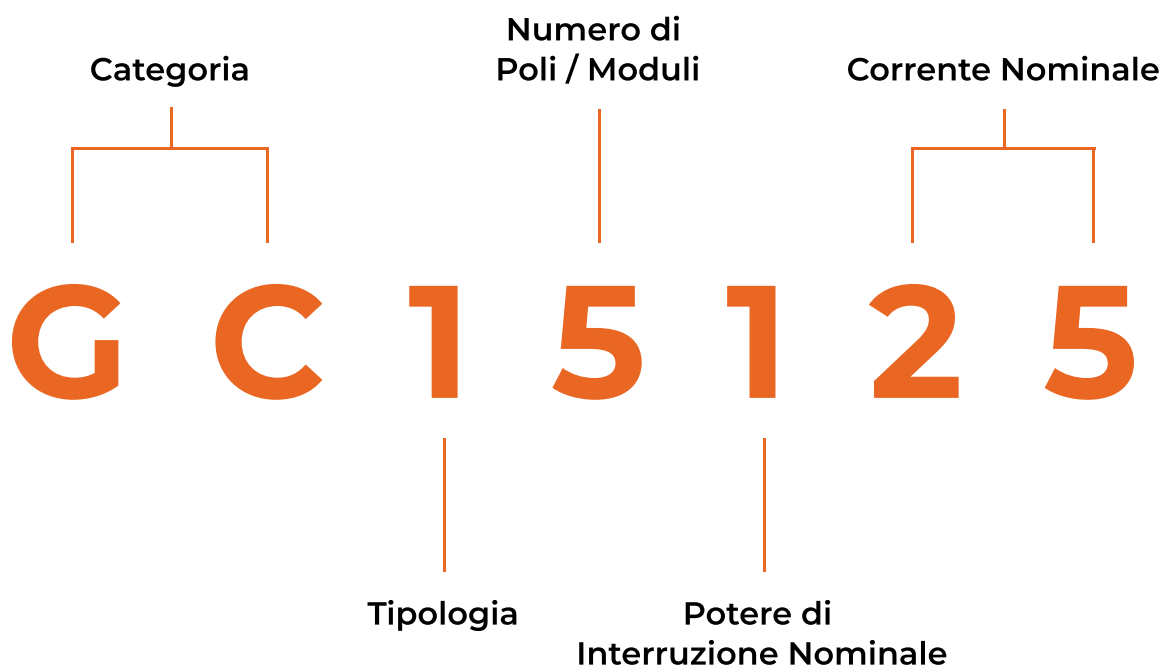 Numero di
Poli / Moduli
Categoria
Corrente Nominale
G C 1 5 1 2 5
Tipologia
Potere di
Interruzione Nominale